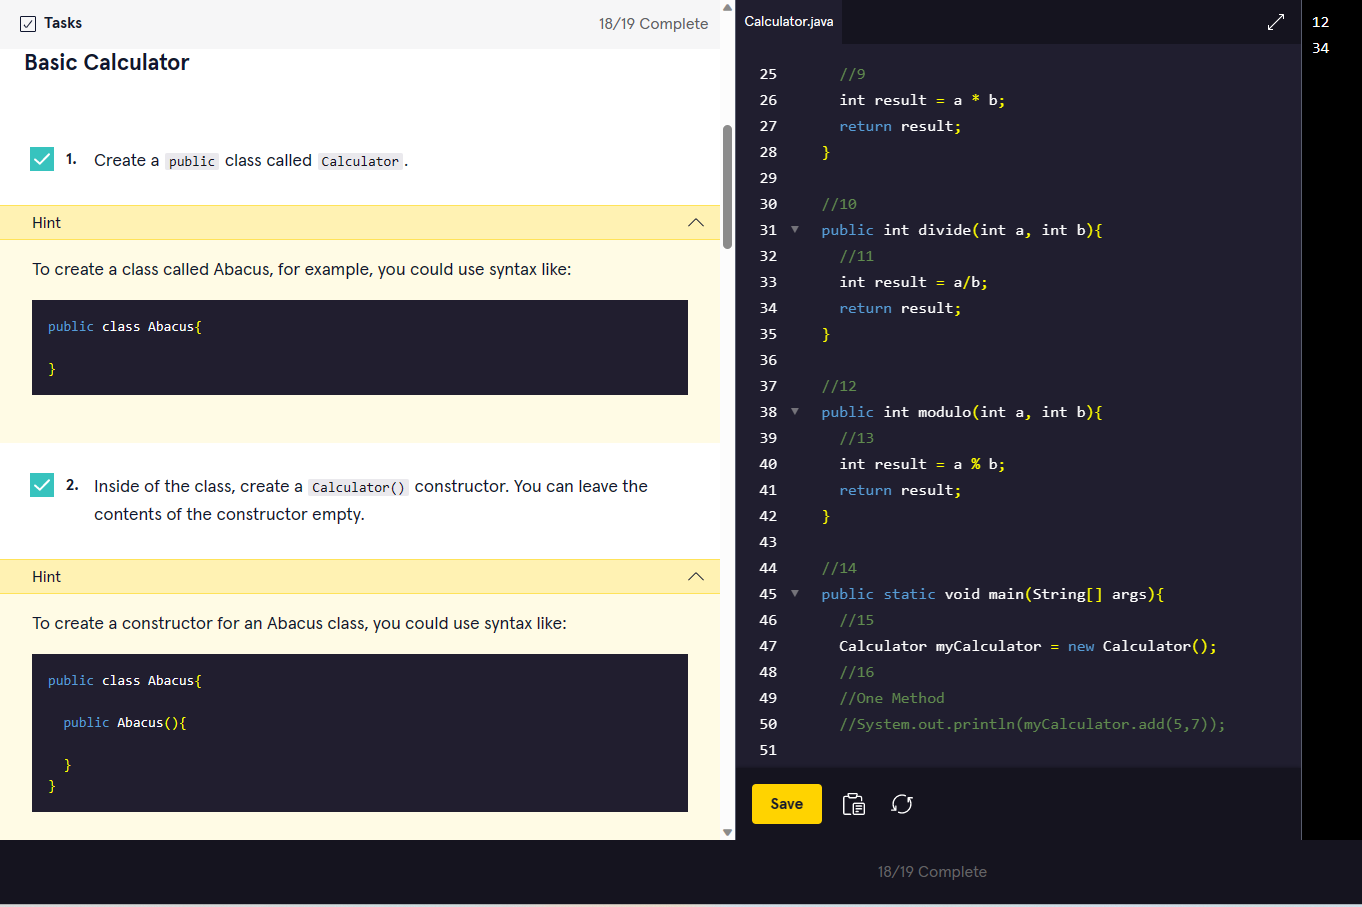 Tasks
18/19 Complete
Basic Calculator
1. Create a public class called Calculator.
Hint
To create a class called Abacus, for example, you could use syntax like:
public class Abacus{
}
2. Inside of the class, create a Calculator() constructor. You can leave the
contents of the constructor empty.
Hint
To create a constructor for an Abacus class, you could use syntax like:
public class Abacus{
public Abacus(){
}
}
Calculator.java
25 //9
26 int result = a * b;
27 return result;
28 }
29
30 //10
31 public int divide(int a, int b){
32 //11
33 int result = a/b;
34 return result;
35 }
36
37 //12
38 public int modulo(int a, int b){
39 //13
40 int result = a % b;
41 return result;
42 }
43
44 //14
45 public static void main(String[] args){
46 //15
47 Calculator myCalculator = new Calculator();
48 //16
49 //One Method
50 //System.out.println(myCalculator.add(5,7));
51
Save
12
34
18/19 Complete